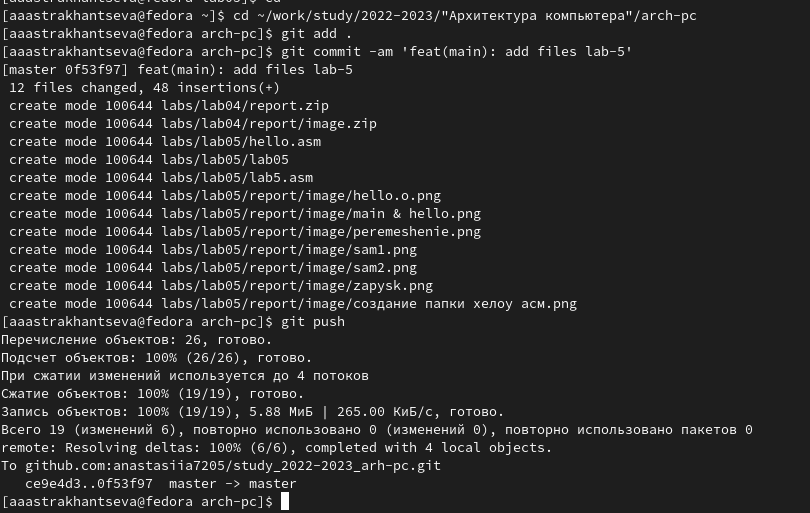 [aaastrakhantseva@fedora ~]$ cd ~/work/study/2022-2023/"Архитектура компьютера"/arch-pc
[aaastrakhantseva@fedora arch-pc]$ git add .
[aaastrakhantseva@fedora arch-pc]$ git commit -am 'feat(main): add files lab-5'
[master 0f53f97] feat(main): add files lab-5
 12 files changed, 48 insertions(+)
 create mode 100644 labs/lab04/report.zip
 create mode 100644 labs/lab04/report/image.zip
 create mode 100644 labs/lab05/hello.asm
 create mode 100644 labs/lab05/lab05
 create mode 100644 labs/lab05/lab5.asm
 create mode 100644 labs/lab05/report/image/hello.o.png
 create mode 100644 labs/lab05/report/image/main & hello.png
 create mode 100644 labs/lab05/report/image/peremeshenie.png
 create mode 100644 labs/lab05/report/image/sam1.png
 create mode 100644 labs/lab05/report/image/sam2.png
 create mode 100644 labs/lab05/report/image/zapysk.png
 create mode 100644 labs/lab05/report/image/создание папки хелоу асм.png
[aaastrakhantseva@fedora arch-pc]$ git push
Перечисление объектов: 26, готово.
Подсчет объектов: 100% (26/26), готово.
При сжатии изменений используется до 4 потоков
Сжатие объектов: 100% (19/19), готово.
Запись объектов: 100% (19/19), 5.88 МиБ | 265.00 КиБ/с, готово.
Всего 19 (изменений 6), повторно использовано 0 (изменений 0), повторно использовано пакетов 0
remote: Resolving deltas: 100% (6/6), completed with 4 local objects.
To github.com:anastasiia7205/study_2022-2023_arh-pc.git
   ce9e4d3..0f53f97  master -> master
[aaastrakhantseva@fedora arch-pc]$